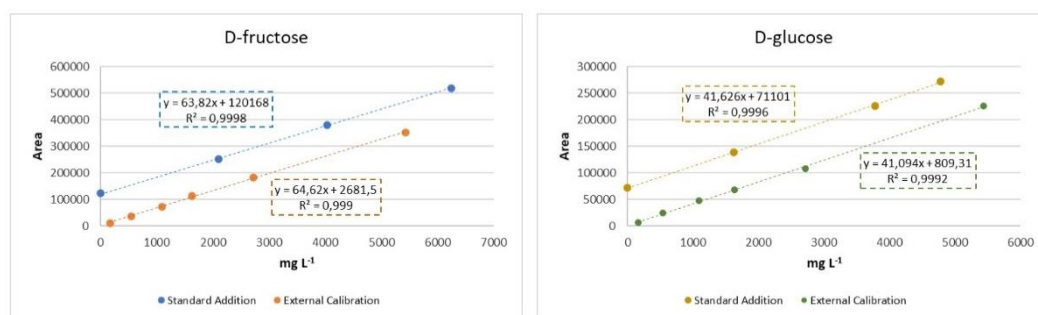 D-fructose
600000
500000
400000
300000
200000
100000
0
Area
y = 63,82x + 120168
R² = 0,9998
y = 64,62x + 2681,5
R² = 0,999
0 1000 2000 3000 4000 5000 6000 7000
mg L⁻¹
Standard Addition External Calibration
D-glucose
300000
250000
200000
150000
100000
50000
0
Area
y = 41,626x + 71101
R² = 0,9996
y = 41,094x + 809,31
R² = 0,9992
0 1000 2000 3000 4000 5000 6000
mg L⁻¹
Standard Addition External Calibration